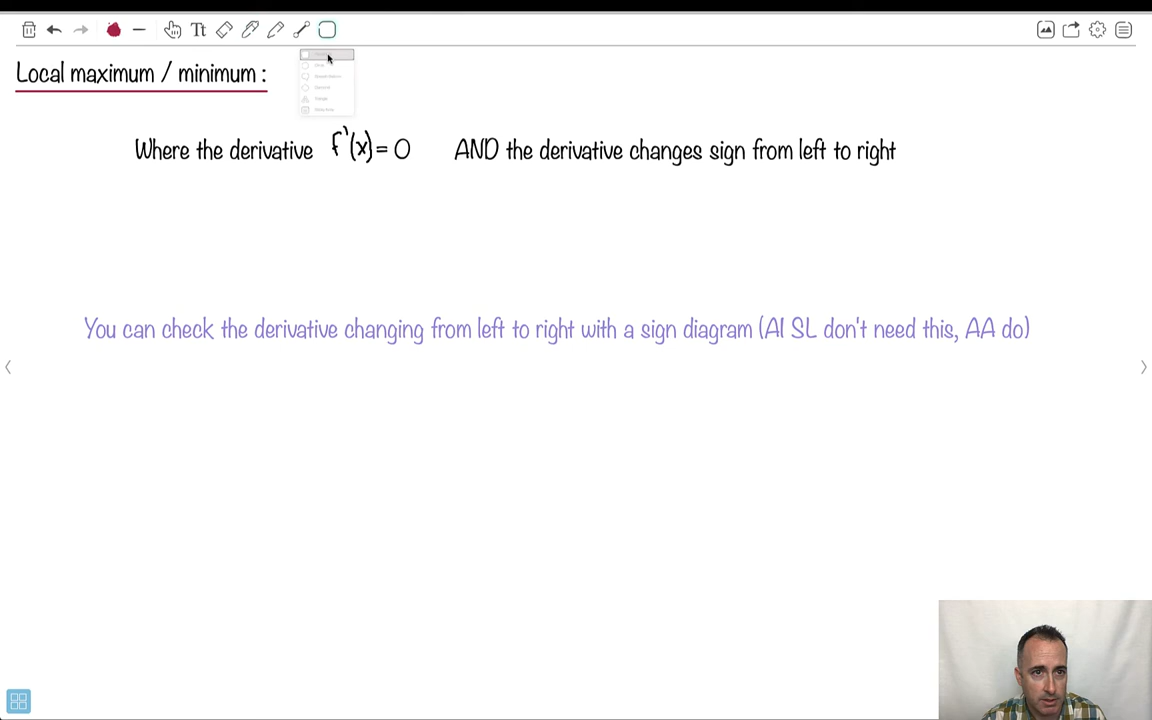 Tt
Local maximum / minimum :
Where the derivative f'(x) = 0 AND the derivative changes sign from left to right
You can check the derivative changing from left to right with a sign diagram (AI SL don't need this, AA do)